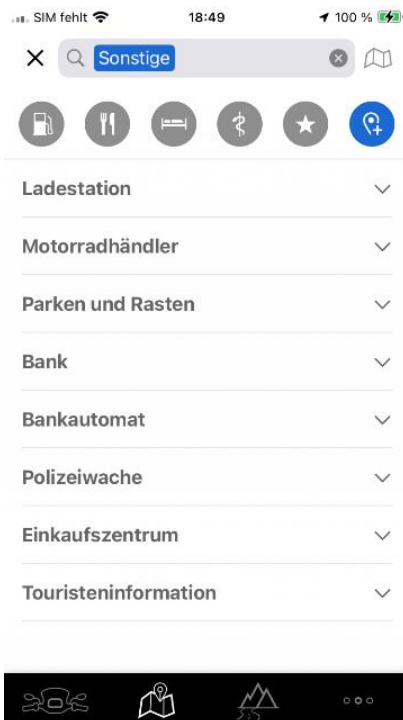 SIM fehlt 18:49 100 %
Sonstige
Ladestation
Motorradhändler
Parken und Rasten
Bank
Bankautomat
Polizeiwache
Einkaufszentrum
Touristeninformation